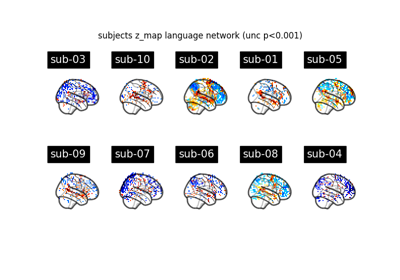 subjects z_map language network (unc p<0.001)
sub-03 sub-10 sub-02 sub-01 sub-05
sub-09 sub-07 sub-06 sub-08 sub-04